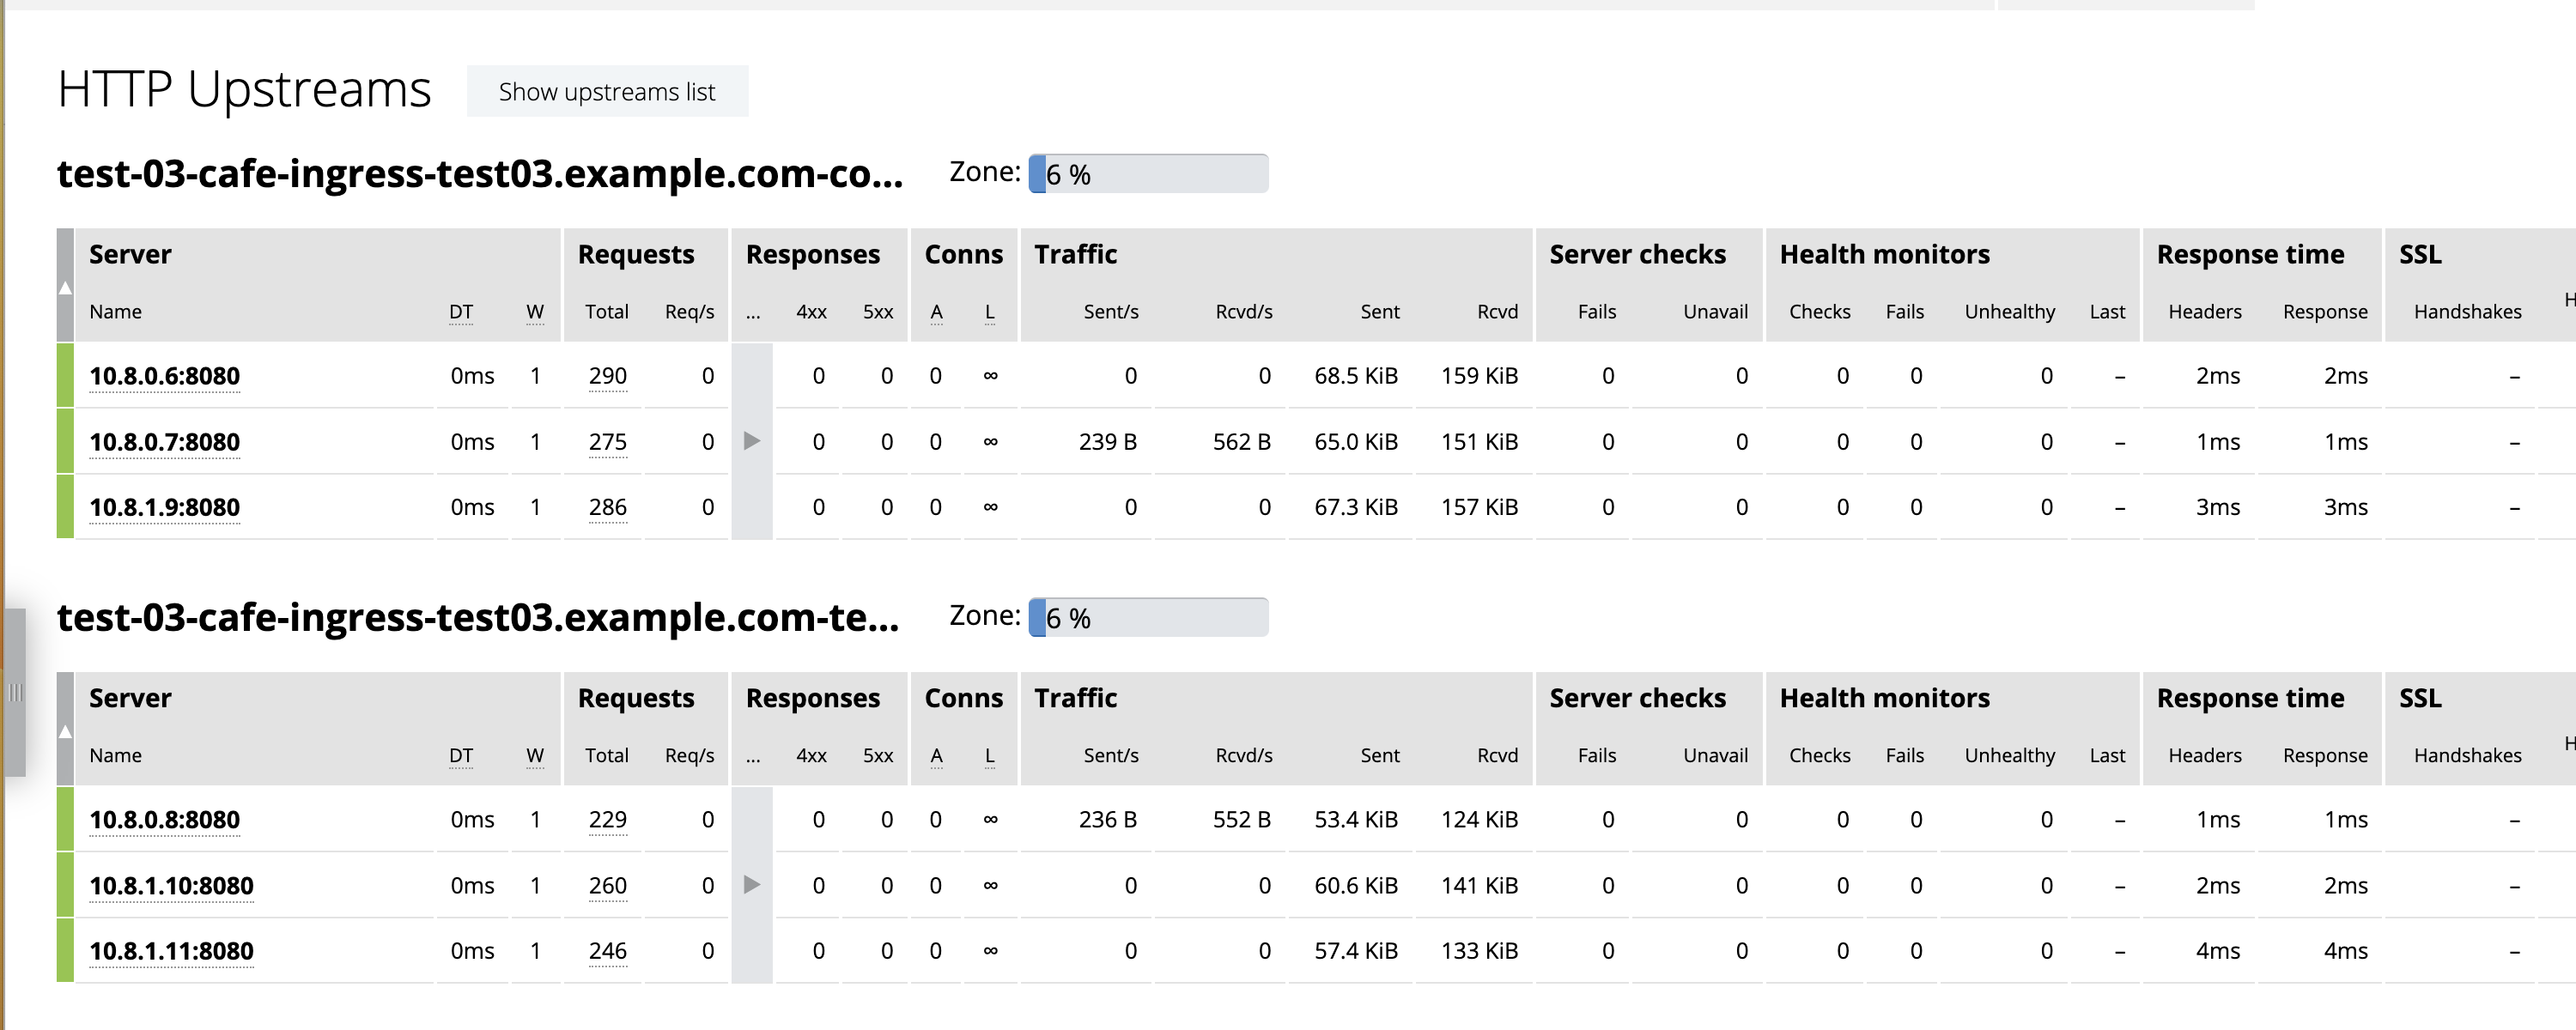 HTTP Upstreams Show upstreams list
test-03-cafe-ingress-test03.example.com-co... Zone: 6 %
Server Requests Responses Conns Traffic Server checks Health monitors Response time SSL
Name DT W Total Req/s ... 4xx 5xx A L Sent/s Rcvd/s Sent Rcvd Fails Unavail Checks Fails Unhealthy Last Headers Response Handshakes
10.8.0.6:8080 0ms 1 290 0 0 0 0 ∞ 0 0 68.5 KiB 159 KiB 0 0 0 0 0 – 2ms 2ms –
10.8.0.7:8080 0ms 1 275 0 0 0 0 ∞ 239 B 562 B 65.0 KiB 151 KiB 0 0 0 0 0 – 1ms 1ms –
10.8.1.9:8080 0ms 1 286 0 0 0 0 ∞ 0 0 67.3 KiB 157 KiB 0 0 0 0 0 – 3ms 3ms –
test-03-cafe-ingress-test03.example.com-te... Zone: 6 %
Server Requests Responses Conns Traffic Server checks Health monitors Response time SSL
Name DT W Total Req/s ... 4xx 5xx A L Sent/s Rcvd/s Sent Rcvd Fails Unavail Checks Fails Unhealthy Last Headers Response Handshakes
10.8.0.8:8080 0ms 1 229 0 0 0 0 ∞ 236 B 552 B 53.4 KiB 124 KiB 0 0 0 0 0 – 1ms 1ms –
10.8.1.10:8080 0ms 1 260 0 0 0 0 ∞ 0 0 60.6 KiB 141 KiB 0 0 0 0 0 – 2ms 2ms –
10.8.1.11:8080 0ms 1 246 0 0 0 0 ∞ 0 0 57.4 KiB 133 KiB 0 0 0 0 0 – 4ms 4ms –